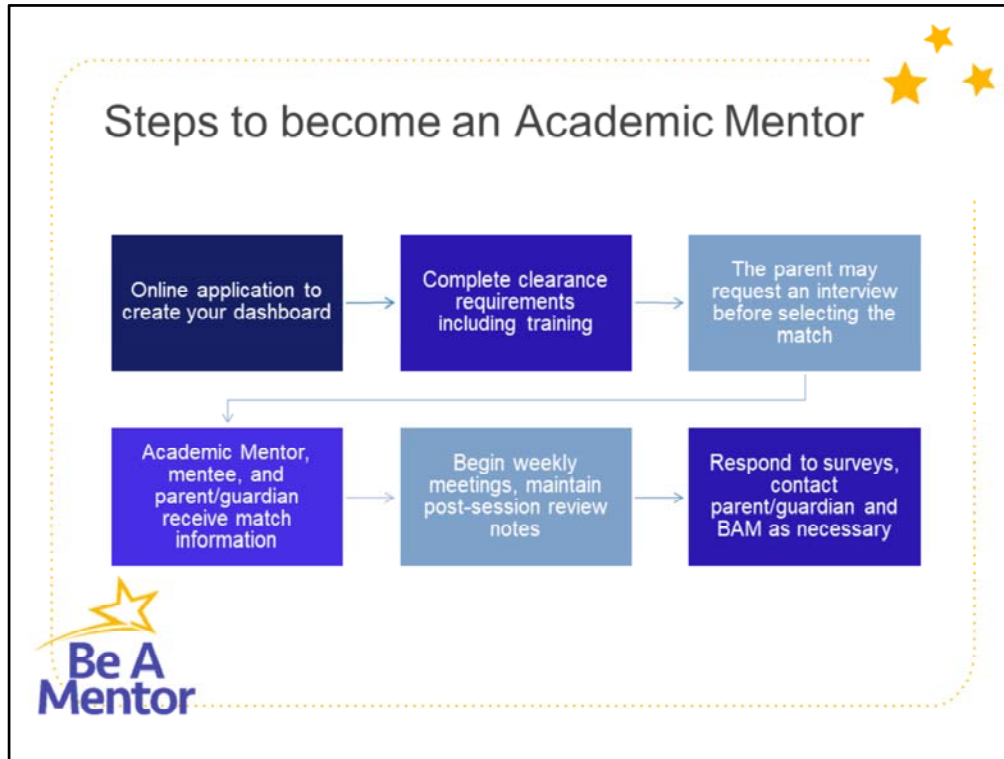 Steps to become an Academic Mentor
Online application to
create your dashboard
Complete clearance
requirements
including training
The parent may
request an interview
before selecting the
match
Academic Mentor,
mentee, and
parent/guardian
receive match
information
Begin weekly
meetings, maintain
post-session review
notes
Respond to surveys,
contact
parent/guardian and
BAM as necessary
Be A
Mentor